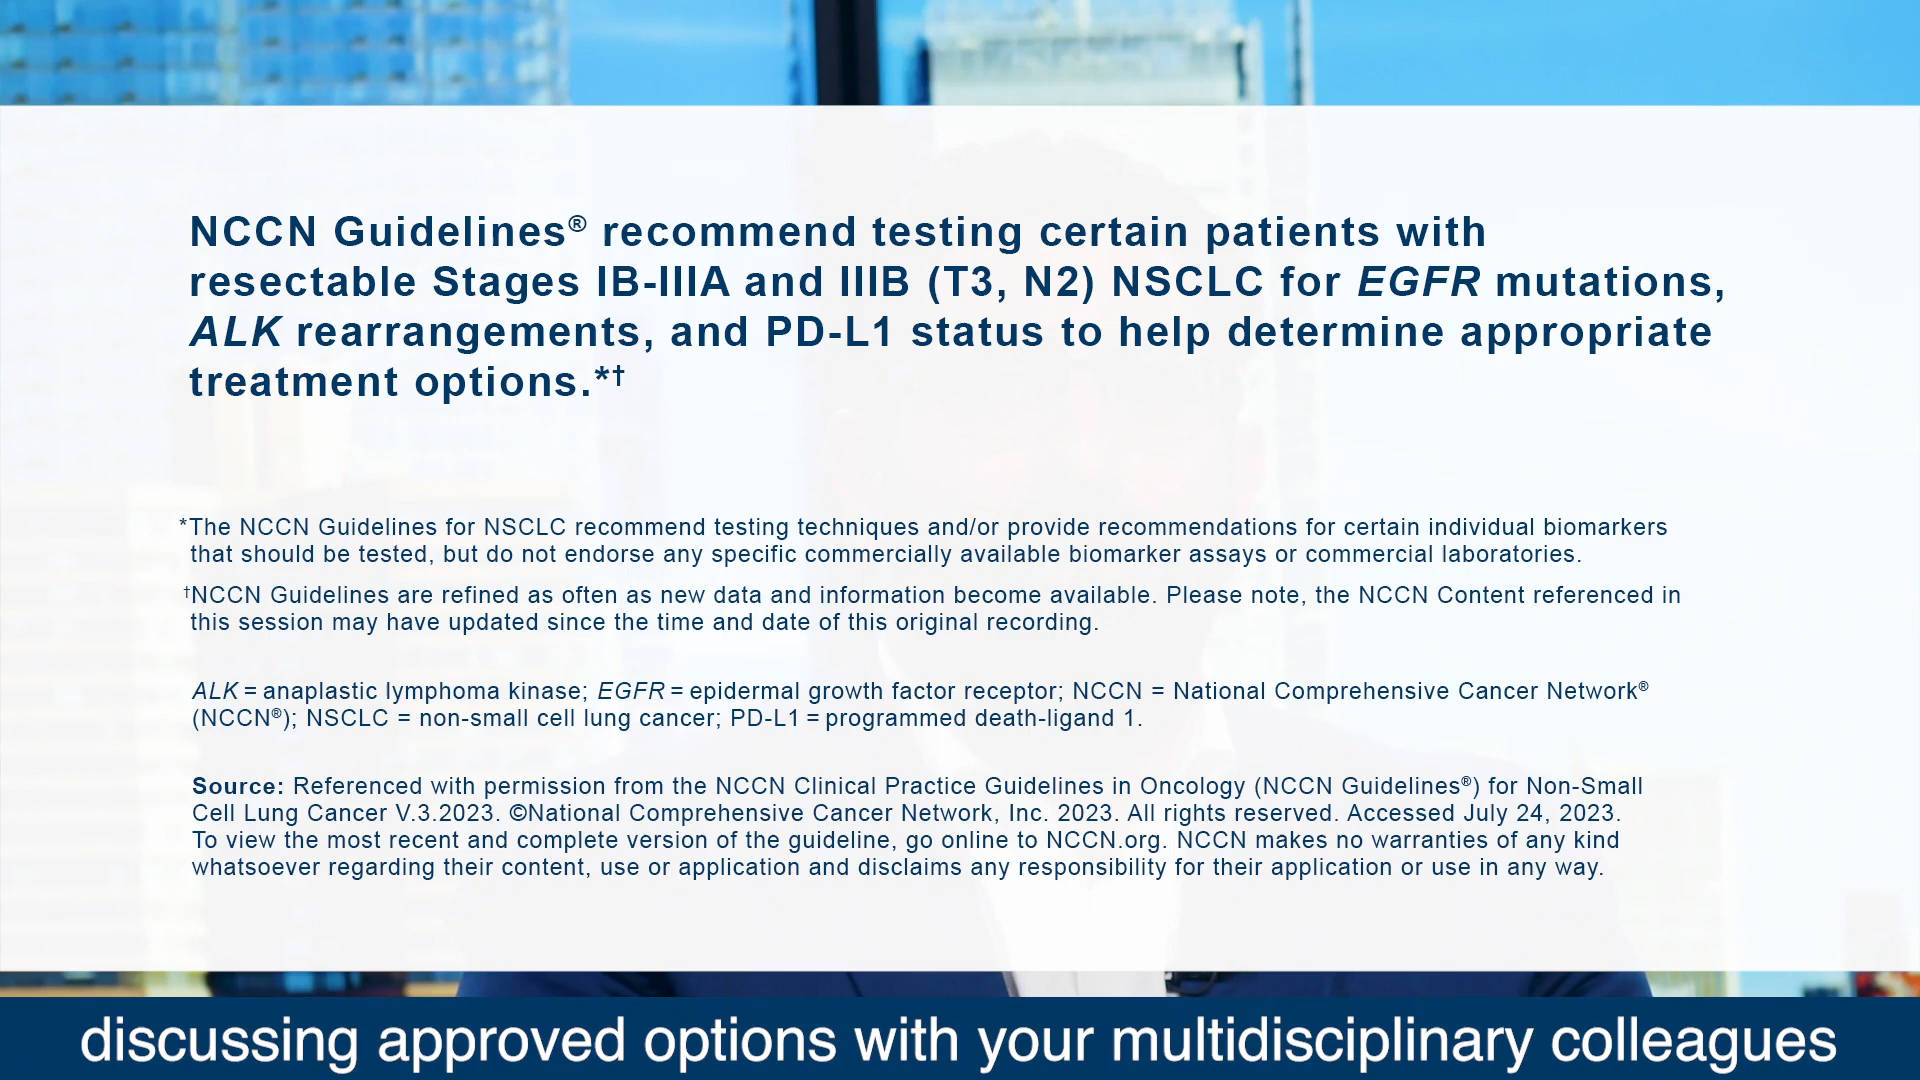 NCCN Guidelines® recommend testing certain patients with
resectable Stages IB-IIIA and IIIB (T3, N2) NSCLC for EGFR mutations,
ALK rearrangements, and PD-L1 status to help determine appropriate
treatment options.*†
*The NCCN Guidelines for NSCLC recommend testing techniques and/or provide recommendations for certain individual biomarkers
that should be tested, but do not endorse any specific commercially available biomarker assays or commercial laboratories.
†NCCN Guidelines are refined as often as new data and information become available. Please note, the NCCN Content referenced in
this session may have updated since the time and date of this original recording.
ALK = anaplastic lymphoma kinase; EGFR = epidermal growth factor receptor; NCCN = National Comprehensive Cancer Network®
(NCCN®); NSCLC = non-small cell lung cancer; PD-L1 = programmed death-ligand 1.
Source: Referenced with permission from the NCCN Clinical Practice Guidelines in Oncology (NCCN Guidelines®) for Non-Small
Cell Lung Cancer V.3.2023. ©National Comprehensive Cancer Network, Inc. 2023. All rights reserved. Accessed July 24, 2023.
To view the most recent and complete version of the guideline, go online to NCCN.org. NCCN makes no warranties of any kind
whatsoever regarding their content, use or application and disclaims any responsibility for their application or use in any way.
discussing approved options with your multidisciplinary colleagues